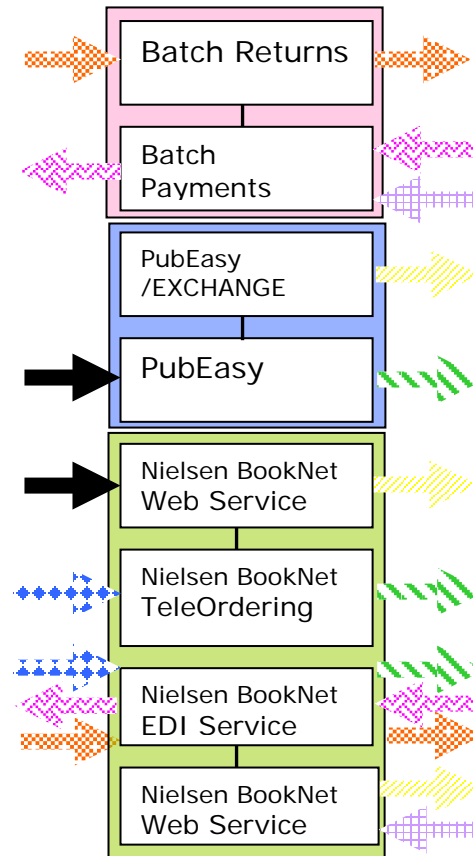 Batch Returns
Batch
Payments
PubEasy
/EXCHANGE
PubEasy
Nielsen BookNet
Web Service
Nielsen BookNet
TeleOrdering
Nielsen BookNet
EDI Service
Nielsen BookNet
Web Service